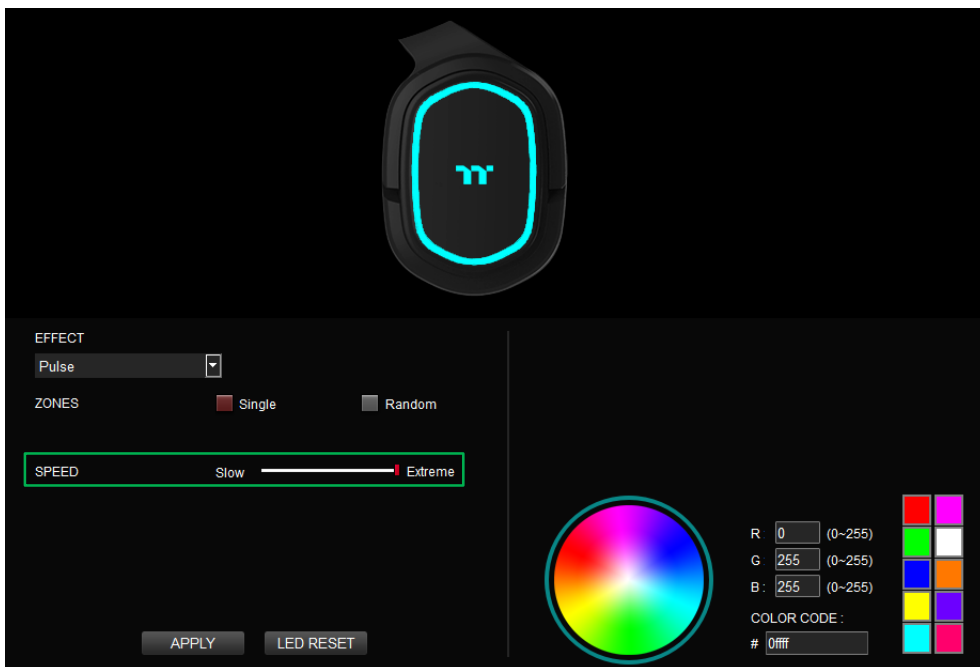 EFFECT
Pulse
ZONES Single Random
SPEED Slow Extreme
APPLY LED RESET
R: 0 (0~255)
G: 255 (0~255)
B: 255 (0~255)
COLOR CODE :
# 0ffff